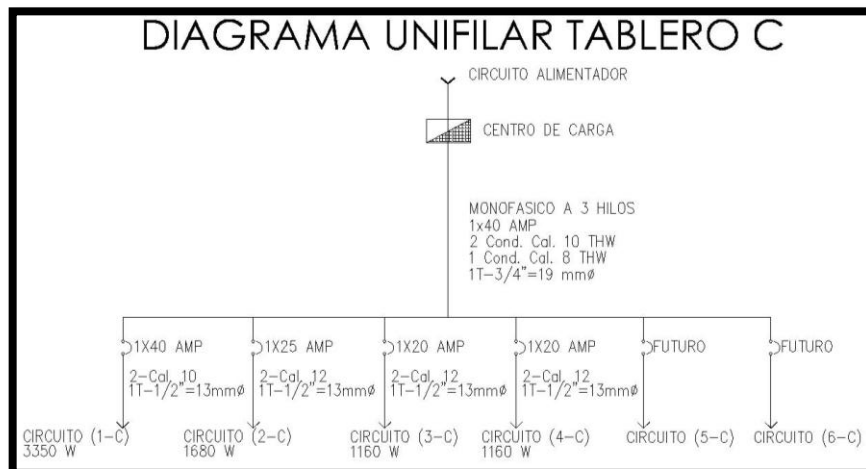 DIAGRAMA UNIFILAR TABLERO C
CIRCUITO ALIMENTADOR
CENTRO DE CARGA
MONOFASICO A 3 HILOS
1x40 AMP
2 Cond. Cal. 10 THW
1 Cond. Cal. 8 THW
1T-3/4"=19 mmø
1X40 AMP
2-Cal. 10
1T-1/2"=13mmø
CIRCUITO (1-C)
3350 W
1X25 AMP
2-Cal. 12
1T-1/2"=13mmø
CIRCUITO (2-C)
1680 W
1X20 AMP
2-Cal. 12
1T-1/2"=13mmø
CIRCUITO (3-C)
1160 W
1X20 AMP
2-Cal. 12
1T-1/2"=13mmø
CIRCUITO (4-C)
1160 W
FUTURO
CIRCUITO (5-C)
FUTURO
CIRCUITO (6-C)